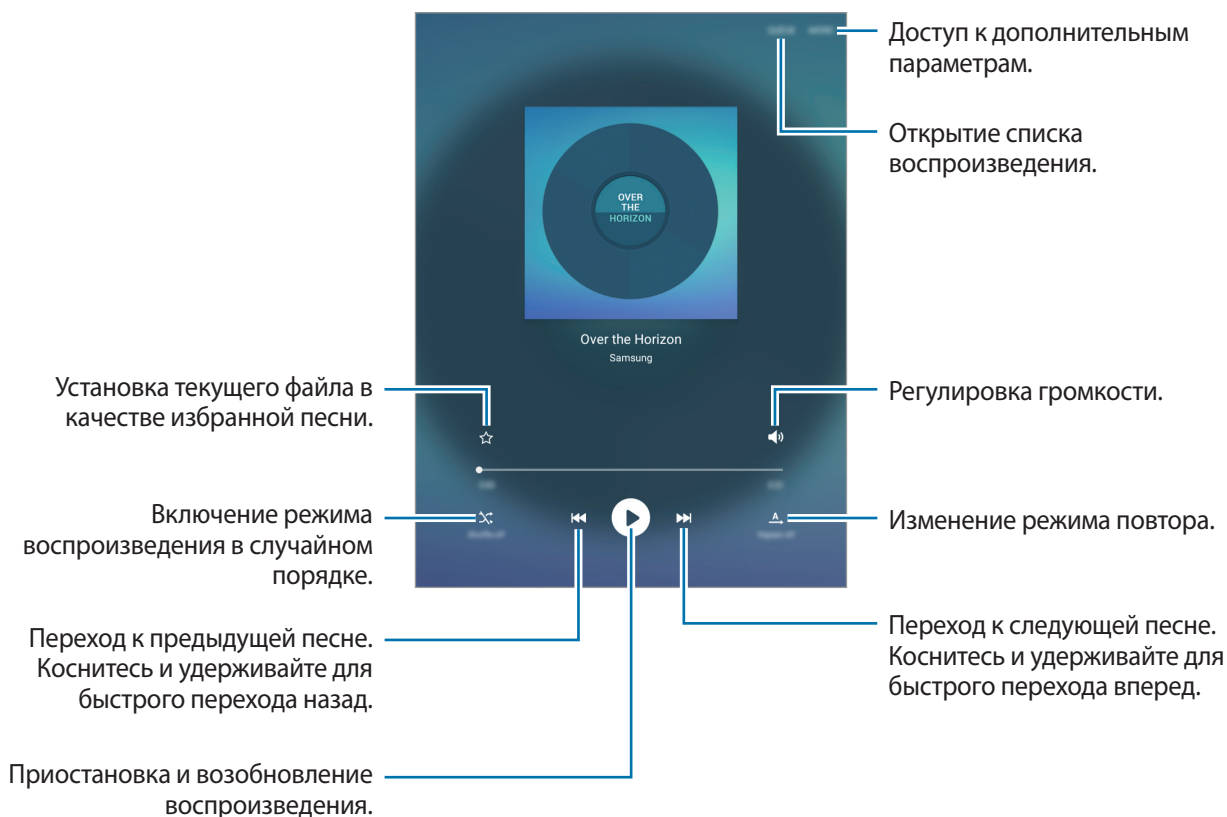 Доступ к дополнительным
параметрам.
Открытие списка
воспроизведения.
OVER
THE
HORIZON
Over the Horizon
Samsung
Установка текущего файла в
качестве избранной песни.
Регулировка громкости.
Включение режима
воспроизведения в случайном
порядке.
A
Изменение режима повтора.
Переход к предыдущей песне.
Коснитесь и удерживайте для
быстрого перехода назад.
Переход к следующей песне.
Коснитесь и удерживайте для
быстрого перехода вперед.
Приостановка и возобновление
воспроизведения.